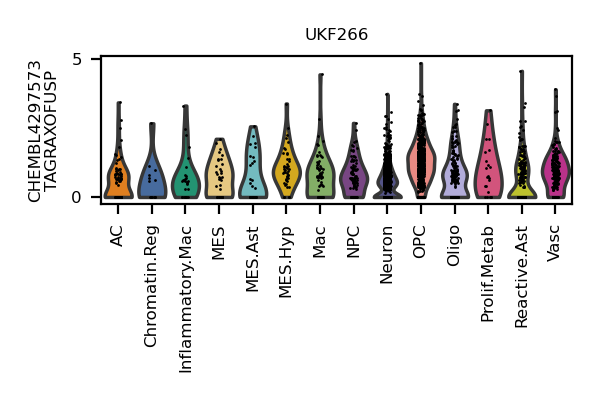 UKF266
CHEMBL4297573
TAGRAXOFUSP
5
0
AC
Chromatin.Reg
Inflammatory.Mac
MES
MES.Ast
MES.Hyp
Mac
NPC
Neuron
OPC
Oligo
Prolif.Metab
Reactive.Ast
Vasc